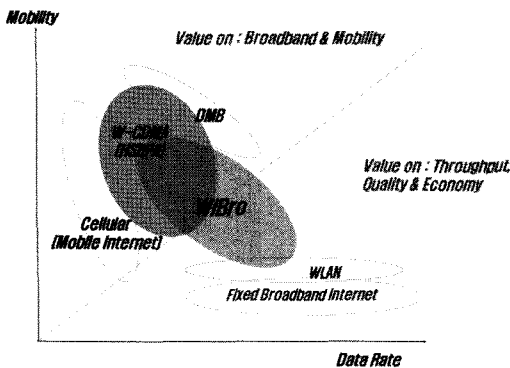 Mobility
Value on : Broadband & Mobility
DMB
W-CDMA
Value on : Throughput,
Quality & Economy
WiBro
Cellular
(Mobile Internet)
WLAN
Fixed Broadband Internet
Data Rate